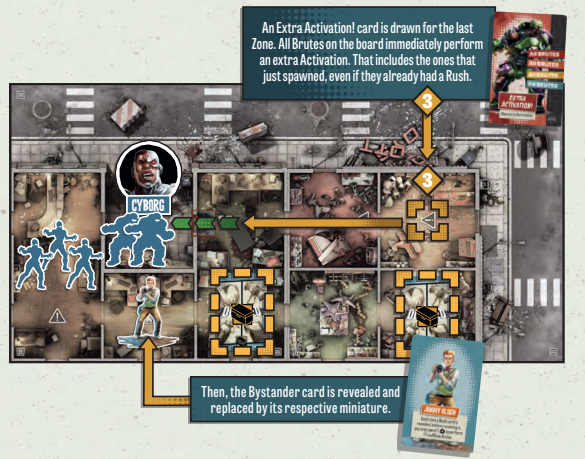 An Extra Activation! card is drawn for the last
Zone. All Brutes on the board immediately perform
an extra Activation. That includes the ones that
just spawned, even if they already had a Rush.
EXTRA
ACTIVATION!
3
3
CYBORG
Then, the Bystander card is revealed and
replaced by its respective miniature.
JIMMY OLSEN